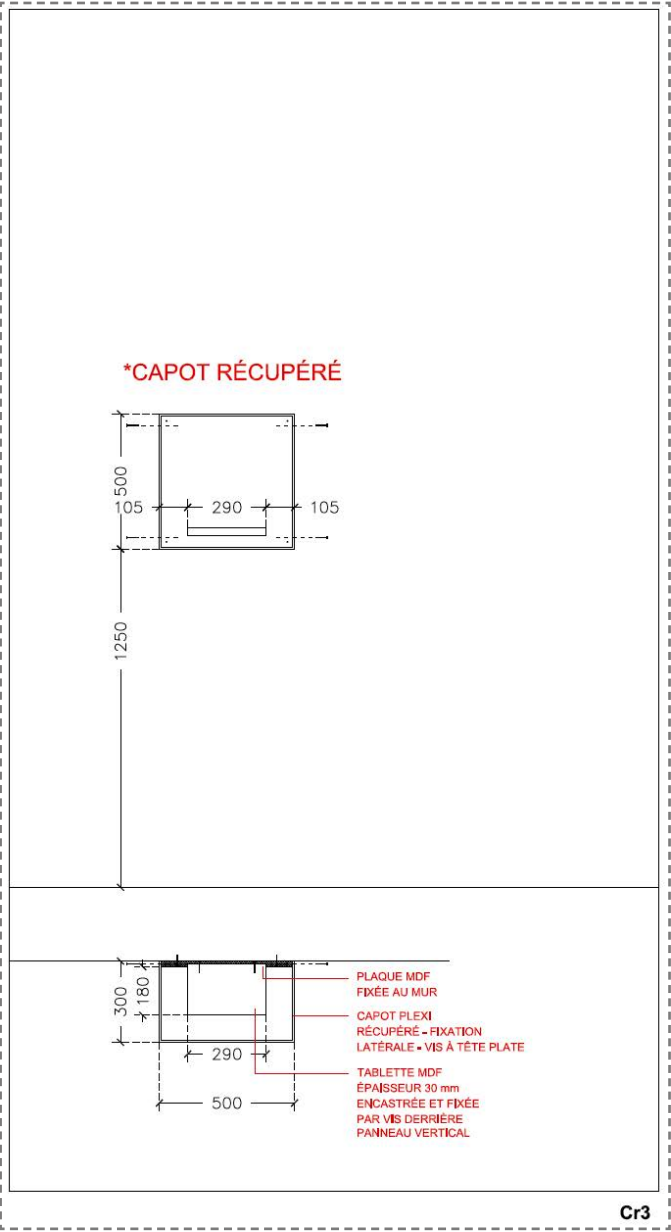 *CAPOT RÉCUPÉRÉ
500
105
290
105
1250
PLAQUE MDF
FIXÉE AU MUR
300
180
CAPOT PLEXI
RÉCUPÉRÉ - FIXATION
LATÉRALE - VIS À TÊTE PLATE
290
TABLETTE MDF
ÉPAISSEUR 30 mm
ENCASTRÉE ET FIXÉE
PAR VIS DERRIÈRE
PANNEAU VERTICAL
500
Cr3